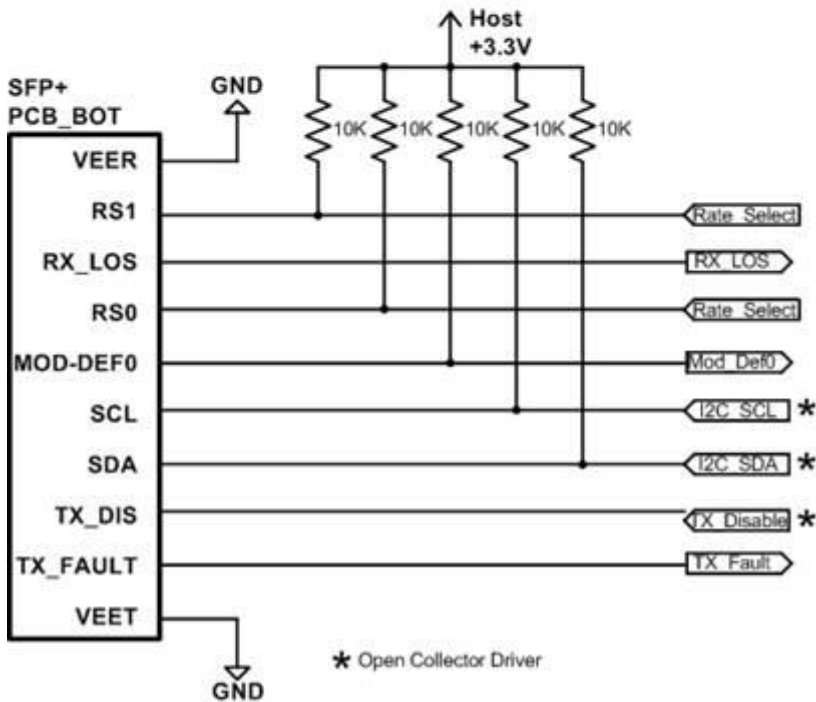 Host
+3.3V
SFP+
PCB_BOT
GND
10K
10K
10K
10K
10K
VEER
RS1
Rate_Select
RX_LOS
RX_LOS
RS0
Rate_Select
MOD-DEF0
Mod_Def0
SCL
I2C_SCL *
SDA
I2C_SDA *
TX_DIS
TX_Disable *
TX_FAULT
TX_Fault
VEET
GND
* Open Collector Driver